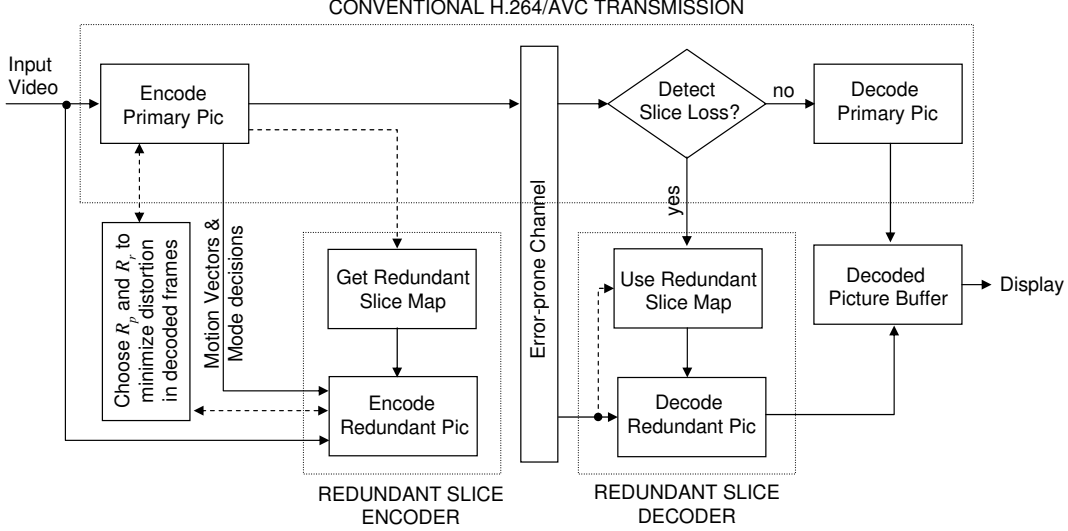 CONVENTIONAL H.264/AVC TRANSMISSION
Input
Video
Encode
Primary Pic
Detect
Slice Loss?
no
Decode
Primary Pic
yes
Error-prone Channel
Choose Rp and Rr to
minimize distortion
in decoded frames
Motion Vectors &
Mode decisions
Get Redundant
Slice Map
Use Redundant
Slice Map
Decoded
Picture Buffer
Display
Encode
Redundant Pic
Decode
Redundant Pic
REDUNDANT SLICE
ENCODER
REDUNDANT SLICE
DECODER